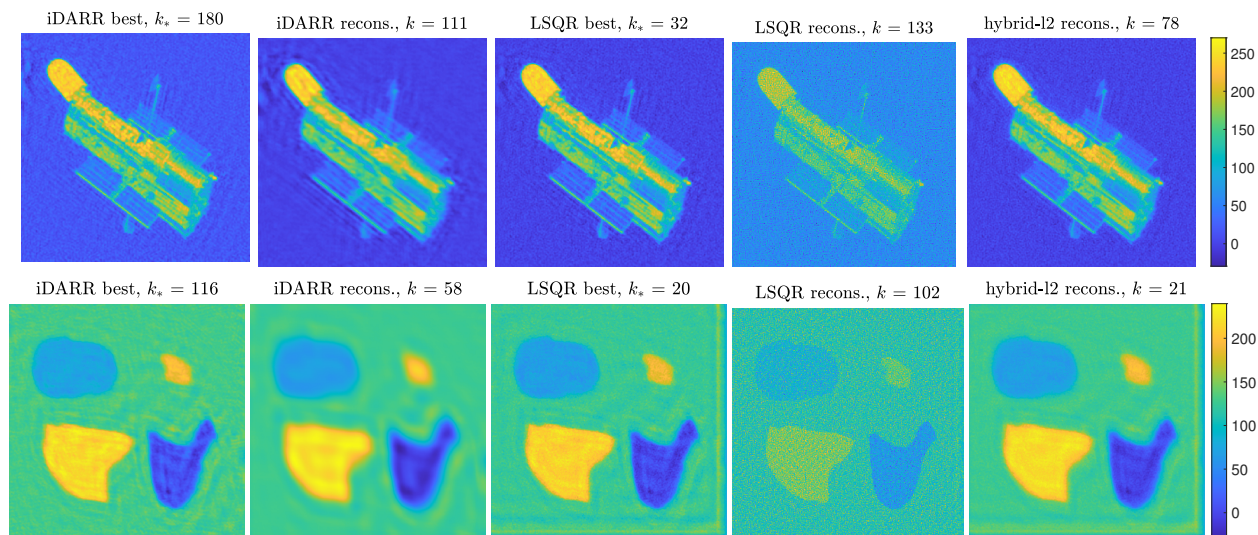 iDARR best, k* = 180
iDARR recons., k = 111
LSQR best, k* = 32
LSQR recons., k = 133
hybrid-l2 recons., k = 78
250
200
150
100
50
0
iDARR best, k* = 116
iDARR recons., k = 58
LSQR best, k* = 20
LSQR recons., k = 102
hybrid-l2 recons., k = 21
200
150
100
50
0